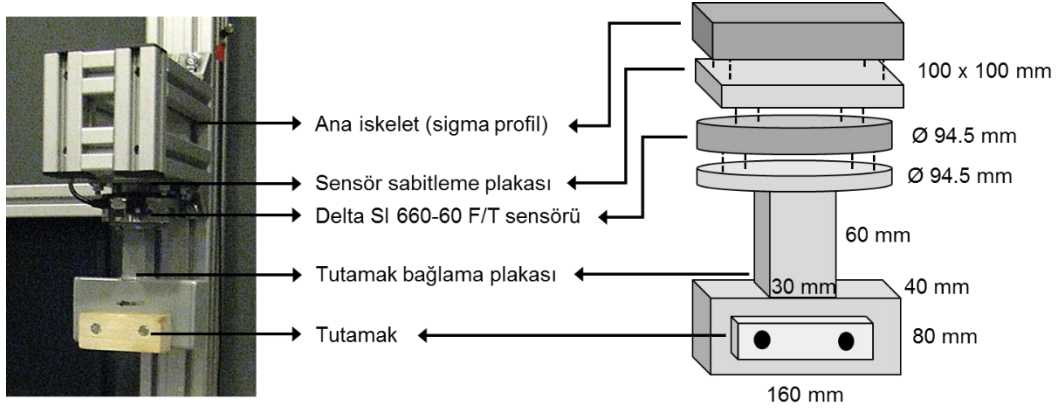 100 x 100 mm
Ana iskelet (sigma profil)
Ø 94.5 mm
Sensör sabitleme plakası
Ø 94.5 mm
Delta SI 660-60 F/T sensörü
60 mm
Tutamak bağlama plakası
30 mm
40 mm
Tutamak
80 mm
160 mm